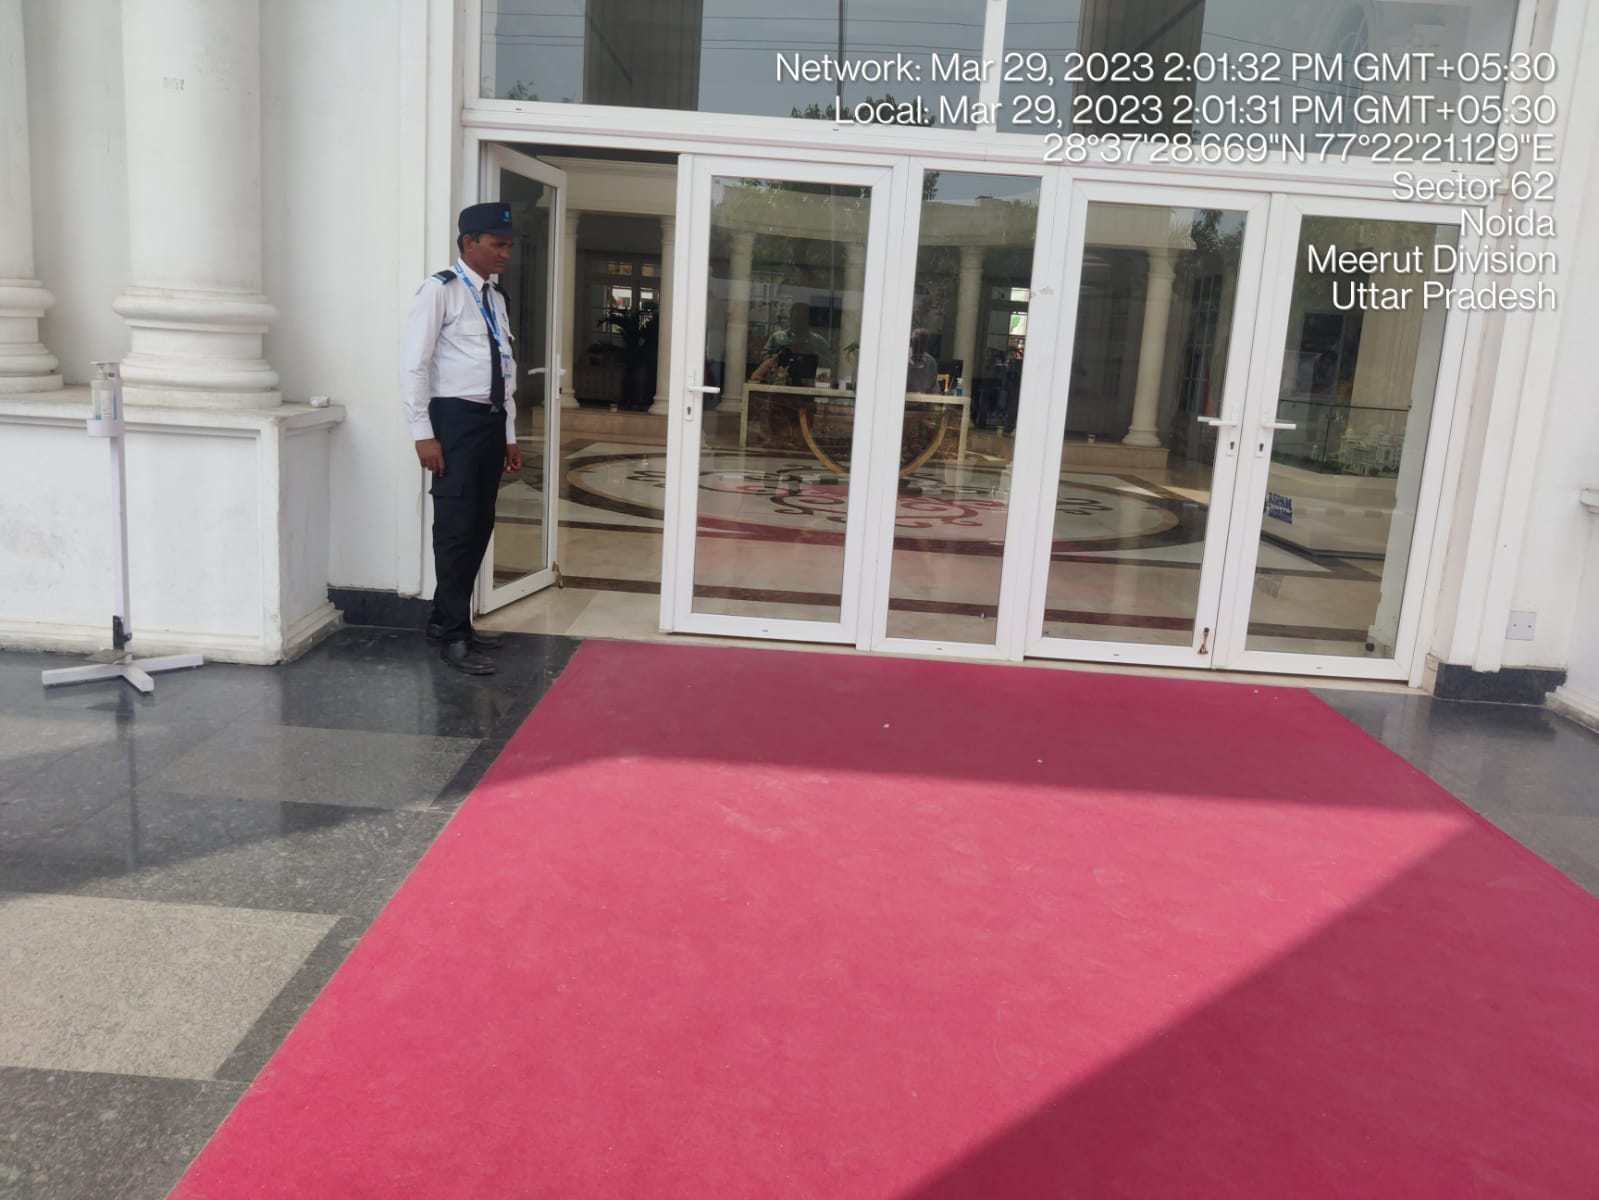 Network: Mar 29, 2023 2:01:32 PM GMT+05:30
Local: Mar 29, 2023 2:01:31 PM GMT+05:30
28°37'28.669"N 77°22'21.129"E
Sector 62
Noida
Meerut Division
Uttar Pradesh